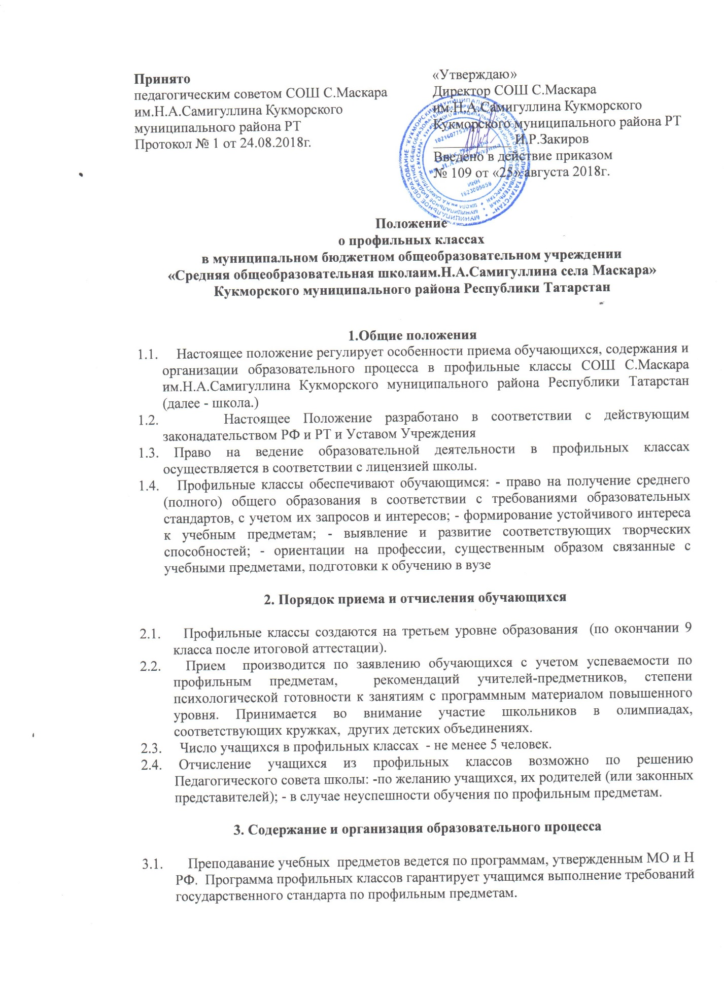 Принято
педагогическим советом СОШ С.Маскара
им.Н.А.Самигуллина Кукморского
муниципального района РТ
Протокол № 1 от 24.08.2018г.
«Утверждаю»
Директор СОШ С.Маскара
им.Н.А.Самигуллина Кукморского
Кукморского муниципального района РТ
И.Р.Закиров
Введено в действие приказом
№ 109 от «25» августа 2018г.
СОШ с.Маскара
им. Н.А.Самигуллина
ИНН
1623005859
Положение
о профильных классах
в муниципальном бюджетном общеобразовательном учреждении
«Средняя общеобразовательная школаим.Н.А.Самигуллина села Маскара»
Кукморского муниципального района Республики Татарстан
1.Общие положения
1.1. Настоящее положение регулирует особенности приема обучающихся, содержания и
организации образовательного процесса в профильные классы СОШ С.Маскара
им.Н.А.Самигуллина Кукморского муниципального района Республики Татарстан
(далее - школа.)
1.2. Настоящее Положение разработано в соответствии с действующим
законадательством РФ и РТ и Уставом Учреждения
1.3. Право на ведение образовательной деятельности в профильных классах
осуществляется в соответствии с лицензией школы.
1.4. Профильные классы обеспечивают обучающимся: - право на получение среднего
(полного) общего образования в соответствии с требованиями образовательных
стандартов, с учетом их запросов и интересов; - формирование устойчивого интереса
к учебным предметам; - выявление и развитие соответствующих творческих
способностей; - ориентации на профессии, существенным образом связанные с
учебными предметами, подготовки к обучению в вузе
2. Порядок приема и отчисления обучающихся
2.1. Профильные классы создаются на третьем уровне образования (по окончании 9
класса после итоговой аттестации).
2.2. Прием производится по заявлению обучающихся с учетом успеваемости по
профильным предметам, рекомендаций учителей-предметников, степени
психологической готовности к занятиям с программным материалом повышенного
уровня. Принимается во внимание участие школьников в олимпиадах,
соответствующих кружках, других детских объединениях.
2.3. Число учащихся в профильных классах - не менее 5 человек.
2.4. Отчисление учащихся из профильных классов возможно по решению
Педагогического совета школы: -по желанию учащихся, их родителей (или законных
представителей); - в случае неуспешности обучения по профильным предметам.
3. Содержание и организация образовательного процесса
3.1. Преподавание учебных предметов ведется по программам, утвержденным МО и Н
РФ. Программа профильных классов гарантирует учащимся выполнение требований
государственного стандарта по профильным предметам.